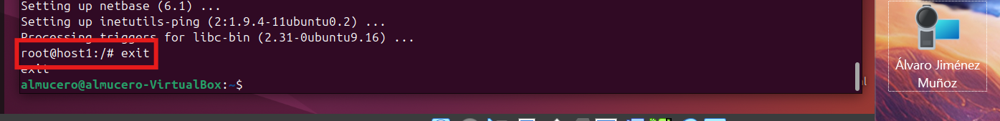 Setting up netbase (6.1) ...
Setting up inetutils-ping (2:1.9.4-11ubuntu0.2) ...
Processing triggers for libc-bin (2.31-0ubuntu9.16) ...
root@host1:/# exit
exit
almucero@almucero-VirtualBox:~$
Álvaro Jiménez
Muñoz